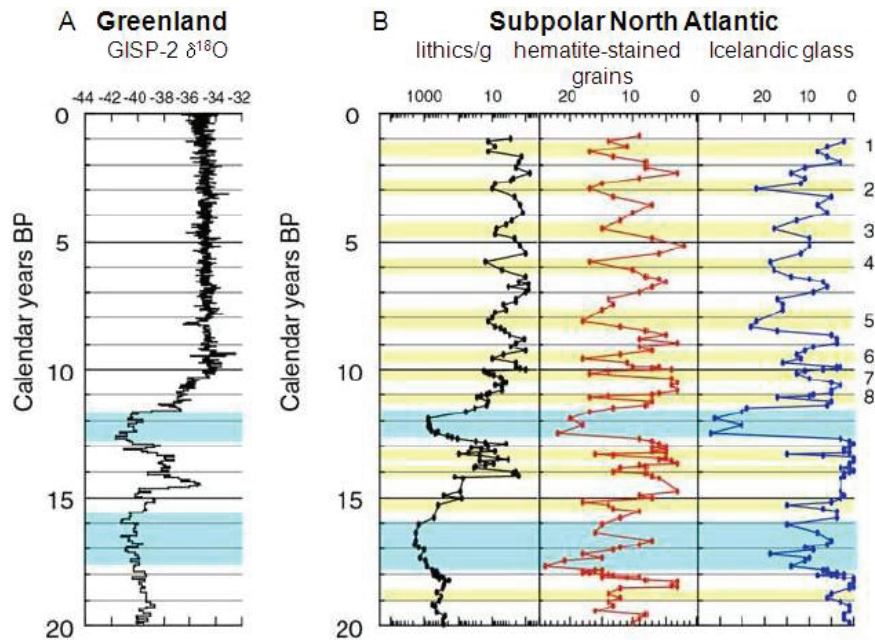 A Greenland
GISP-2 δ18O
B Subpolar North Atlantic
lithics/g hematite-stained grains Icelandic glass
-44 -42 -40 -38 -36 -34 -32
1000 10
20 10 0
20 10 0
Calendar years BP
0
5
10
15
20
Calendar years BP
0
5
10
15
20
1
2
3
4
5
6
7
8